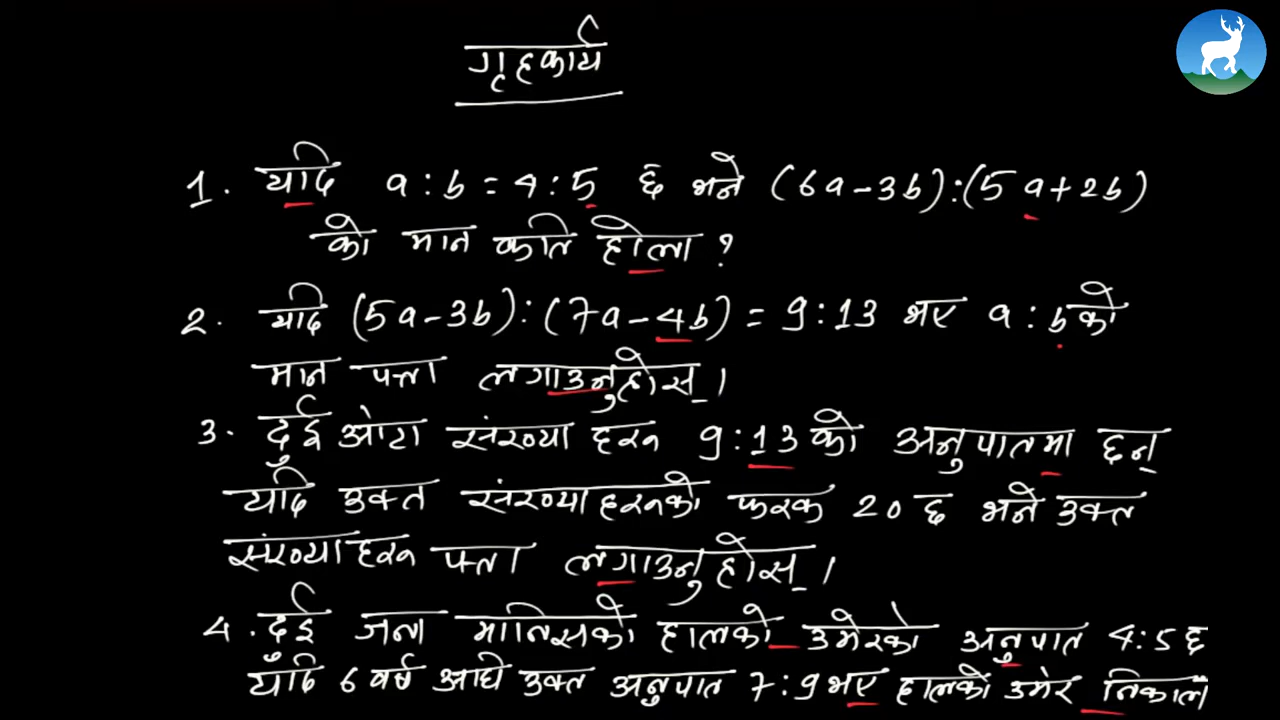 गृहकार्य
1. यदि a : b = 4 : 5 छ भने (6a - 3b) : (5a + 2b)
को मान कति होला ?
2. यदि (5a - 3b) : (7a - 4b) = 9 : 13 भए a : b को
मान पत्ता लगाउनुहोस् ।
3. दुई ओटा संख्याहरू 9 : 13 को अनुपातमा छन्
यदि उक्त संख्याहरूको फरक 20 छ भने उक्त
संख्याहरू पत्ता लगाउनुहोस् ।
4. दुई जना मानिसको हालको उमेरको अनुपात 4 : 5 छ
यदि 6 वर्ष अघि उक्त अनुपात 7 : 9 भए हालको उमेर निकाल